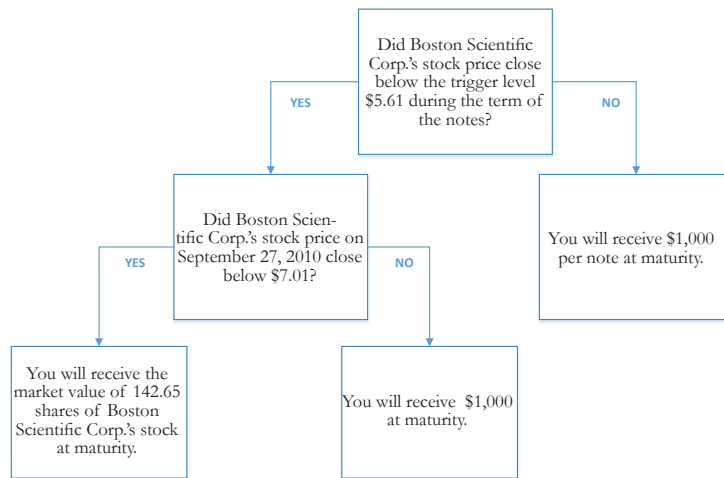 Did Boston Scientific
Corp.'s stock price close
below the trigger level
$5.61 during the term of
the notes?
YES
NO
Did Boston Scien-
tific Corp.'s stock price on
September 27, 2010 close
below $7.01?
You will receive $1,000
per note at maturity.
YES
NO
You will receive the
market value of 142.65
shares of Boston
Scientific Corp.'s stock
at maturity.
You will receive $1,000
at maturity.